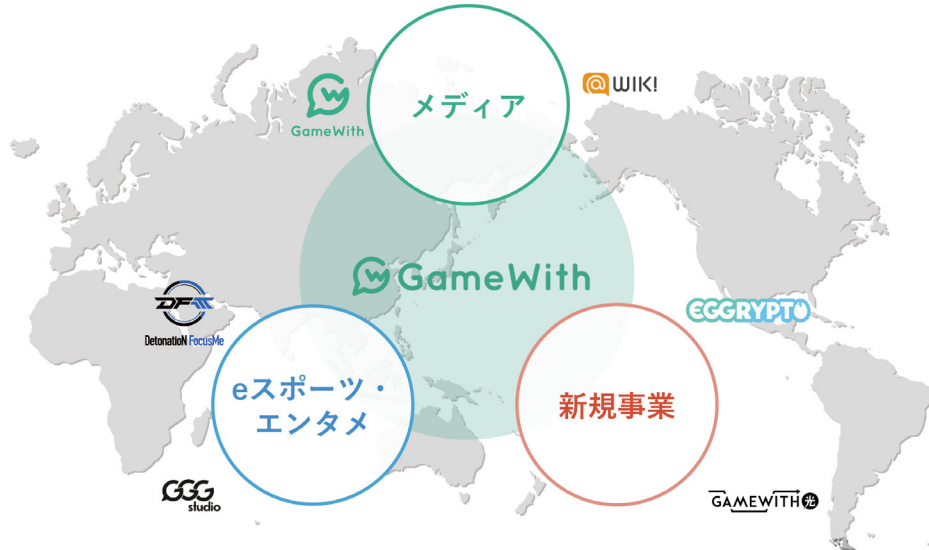 GameWith
メディア
@WIKI
GameWith
DFM
DetonatioN FocusMe
eスポーツ・
エンタメ
EGGRYPTO
新規事業
GGG
studio
GAMEWITH光